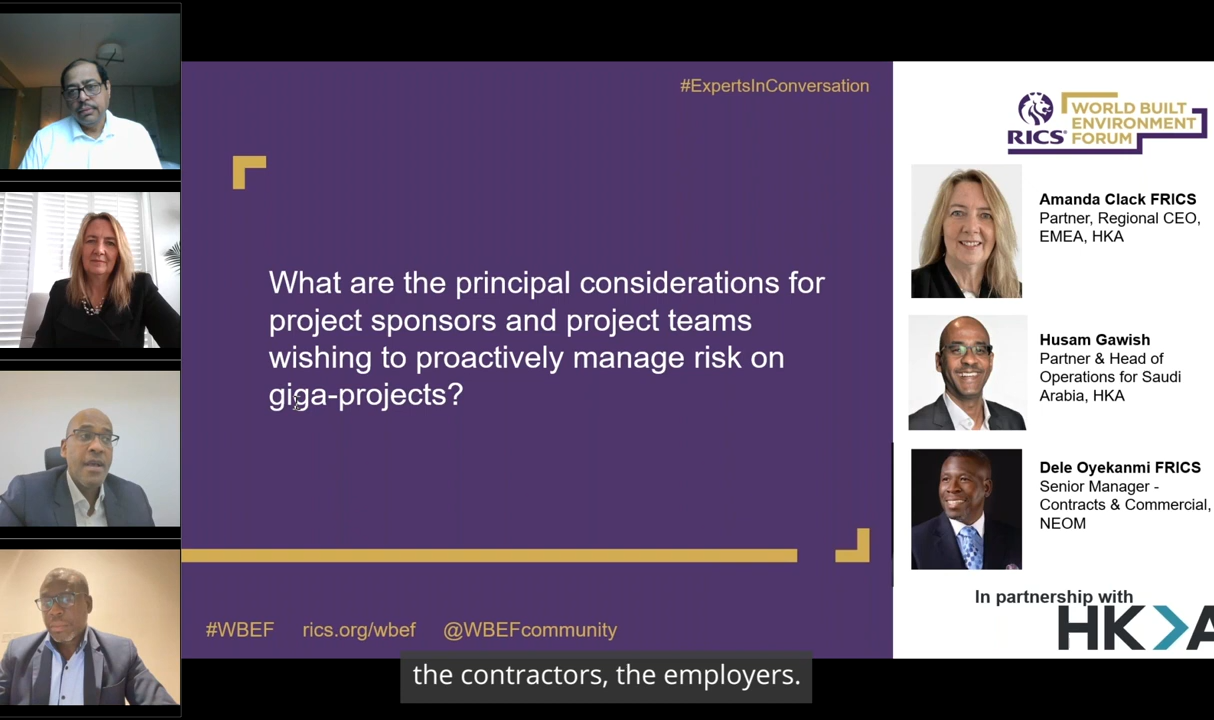 #ExpertsInConversation
What are the principal considerations for
project sponsors and project teams
wishing to proactively manage risk on
giga-projects?
#WBEF rics.org/wbef @WBEFcommunity
RICS
WORLD BUILT
ENVIRONMENT
FORUM
Amanda Clack FRICS
Partner, Regional CEO,
EMEA, HKA
Husam Gawish
Partner & Head of
Operations for Saudi
Arabia, HKA
Dele Oyekanmi FRICS
Senior Manager -
Contracts & Commercial,
NEOM
In partnership with
HKA
the contractors, the employers.